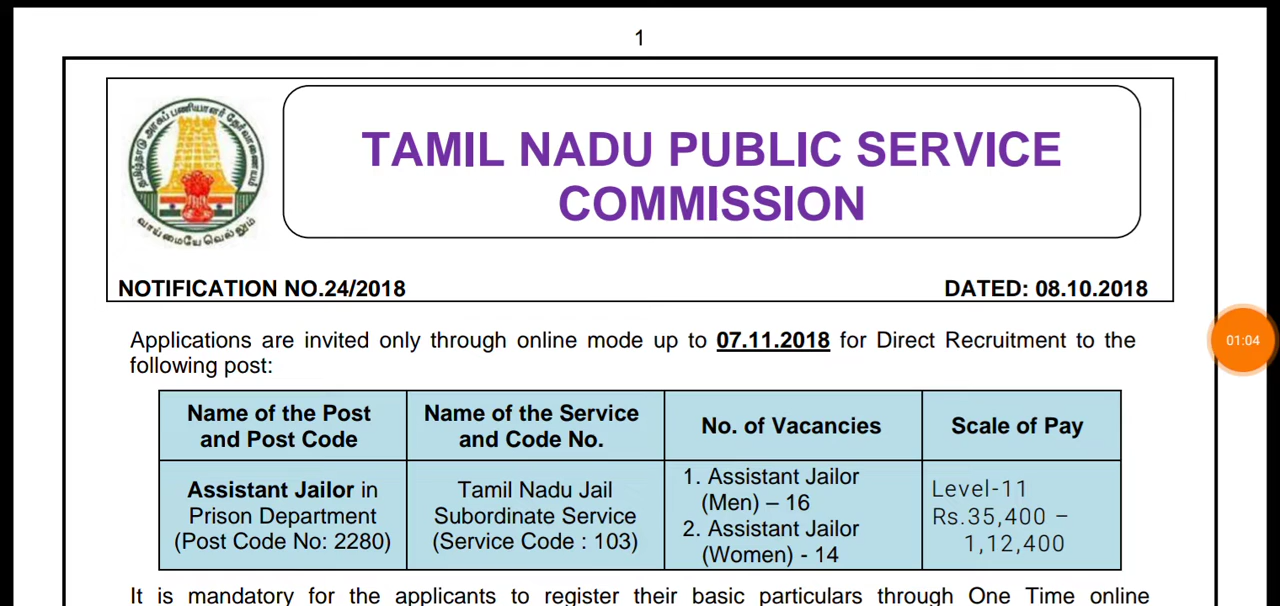 1
தமிழ்நாடு அரசுப் பணியாளர் தேர்வாணையம்
வாய்மையே வெல்லும்
TAMIL NADU PUBLIC SERVICE
COMMISSION
NOTIFICATION NO.24/2018 DATED: 08.10.2018
Applications are invited only through online mode up to 07.11.2018 for Direct Recruitment to the
following post:
01:04
Name of the Post
and Post Code
Name of the Service
and Code No.
No. of Vacancies
Scale of Pay
Assistant Jailor in
Prison Department
(Post Code No: 2280)
Tamil Nadu Jail
Subordinate Service
(Service Code : 103)
1. Assistant Jailor
(Men) – 16
2. Assistant Jailor
(Women) - 14
Level-11
Rs.35,400 –
1,12,400
It is mandatory for the applicants to register their basic particulars through One Time online